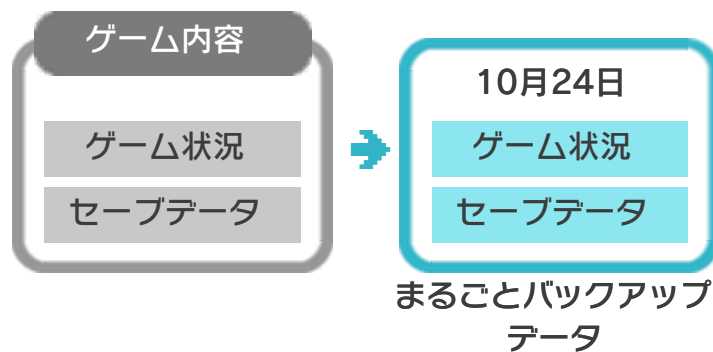 ゲーム内容
ゲーム状況
セーブデータ
10月24日
ゲーム状況
セーブデータ
まるごとバックアップ
データ